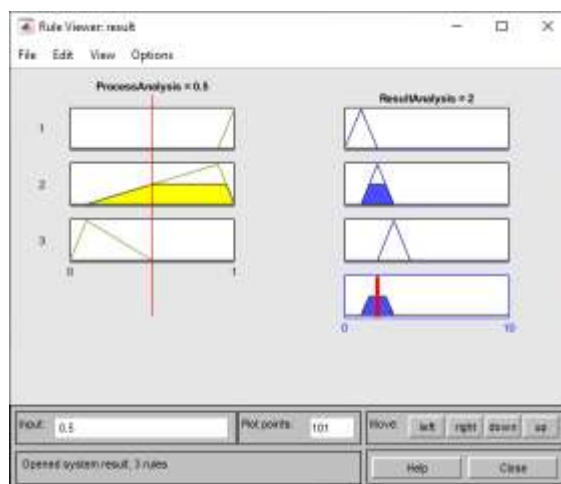 Rule Viewer: result
File Edit View Options
ProcessAnalysis = 0.5
ResultAnalysis = 2
1
2
3
0 1
0 10
Input: 0.5
Plot points: 101
Move: left right down up
Opened system result, 3 rules
Help Close